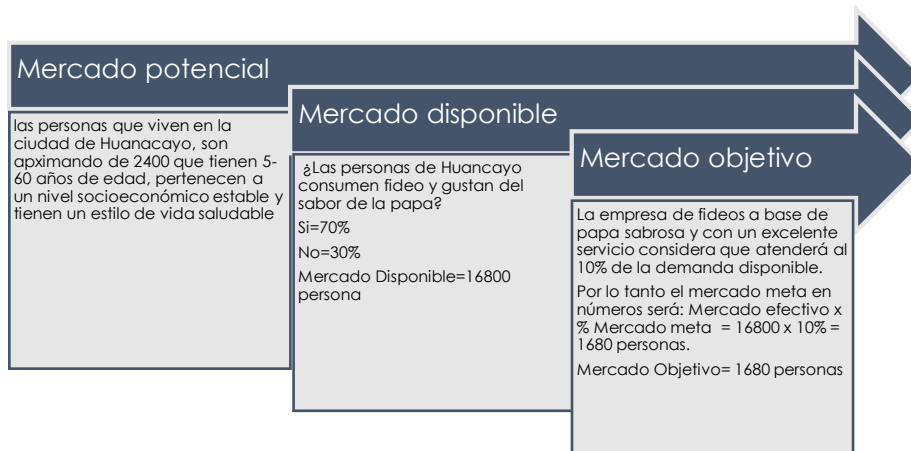 Mercado potencial
las personas que viven en la
ciudad de Huanacayo, son
apximando de 2400 que tienen 5-
60 años de edad, pertenecen a
un nivel socioeconómico estable y
tienen un estilo de vida saludable
Mercado disponible
¿Las personas de Huancayo
consumen fideo y gustan del
sabor de la papa?
Si=70%
No=30%
Mercado Disponible=16800
persona
Mercado objetivo
La empresa de fideos a base de
papa sabrosa y con un excelente
servicio considera que atenderá al
10% de la demanda disponible.
Por lo tanto el mercado meta en
números será: Mercado efectivo x
% Mercado meta = 16800 x 10% =
1680 personas.
Mercado Objetivo= 1680 personas